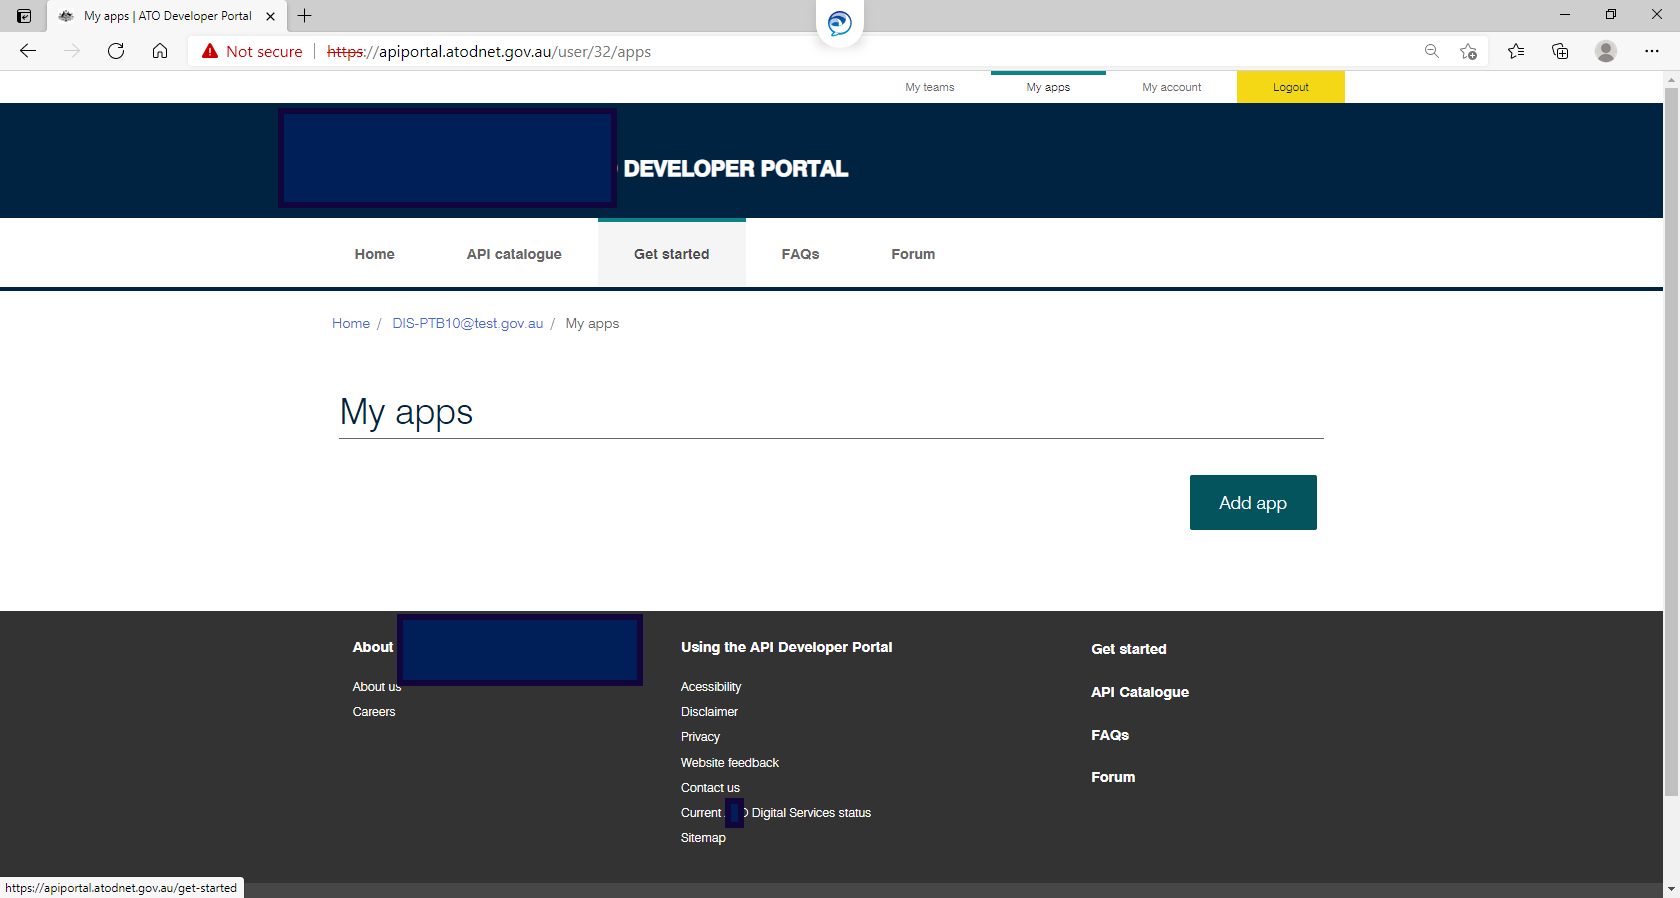 My apps | ATO Developer Portal
Not secure https://apiportal.atodnet.gov.au/user/32/apps
My teams My apps My account Logout
DEVELOPER PORTAL
Home API catalogue Get started FAQs Forum
Home / DIS-PTB10@test.gov.au / My apps
My apps
Add app
About
About us
Careers
Using the API Developer Portal
Acessibility
Disclaimer
Privacy
Website feedback
Contact us
Current Digital Services status
Sitemap
Get started
API Catalogue
FAQs
Forum
https://apiportal.atodnet.gov.au/get-started